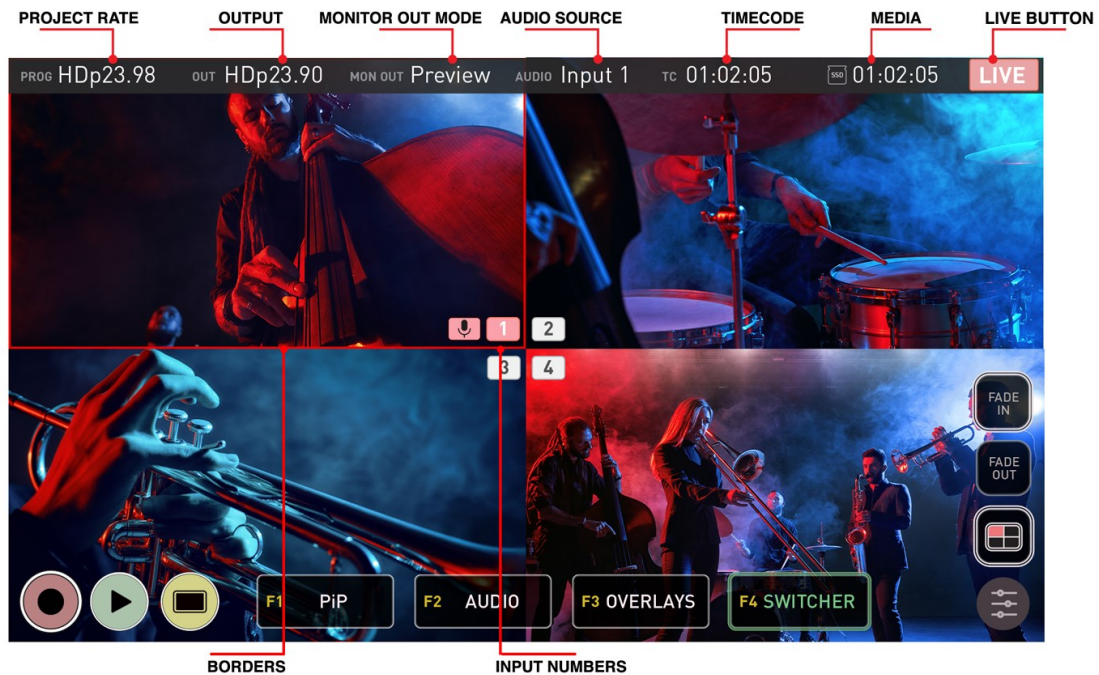 PROJECT RATE OUTPUT MONITOR OUT MODE AUDIO SOURCE TIMECODE MEDIA LIVE BUTTON
PROG HDp23.98 OUT HDp23.90 MON OUT Preview AUDIO Input 1 TC 01:02:05 SSD 01:02:05 LIVE
1 2
3 4
FADE
IN
FADE
OUT
F1 PiP F2 AUDIO F3 OVERLAYS F4 SWITCHER
BORDERS INPUT NUMBERS